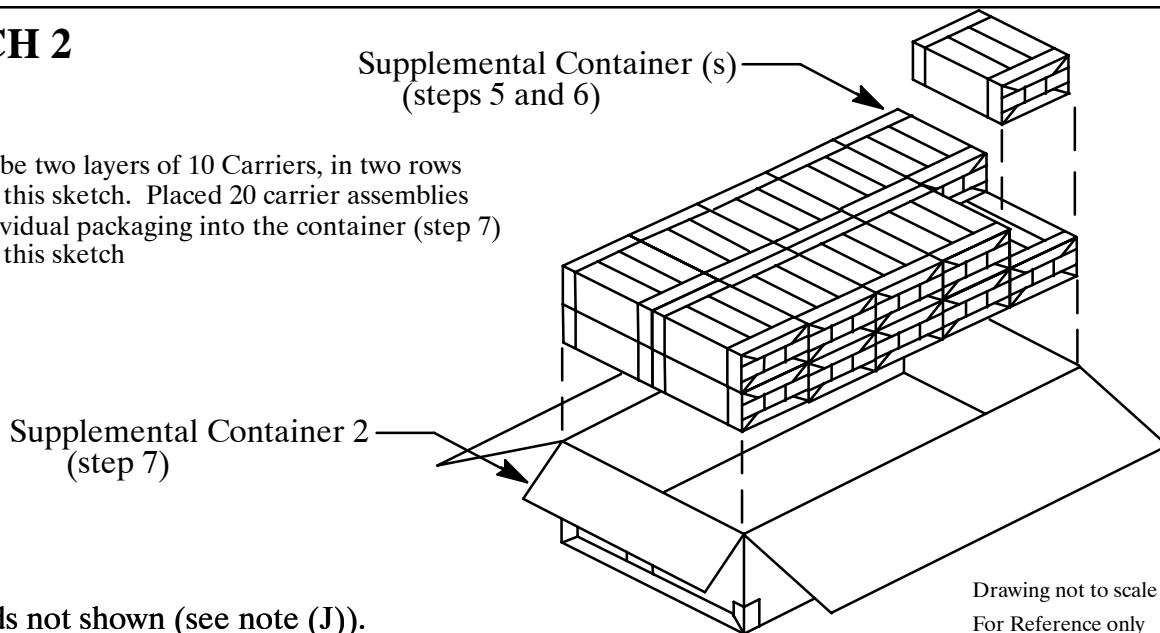 CH 2
Supplemental Container (s)
(steps 5 and 6)
be two layers of 10 Carriers, in two rows
this sketch.  Placed 20 carrier assemblies
vidual packaging into the container (step 7)
this sketch
Supplemental Container 2
(step 7)
Drawing not to scale
For Reference only
ds not shown (see note (J)).